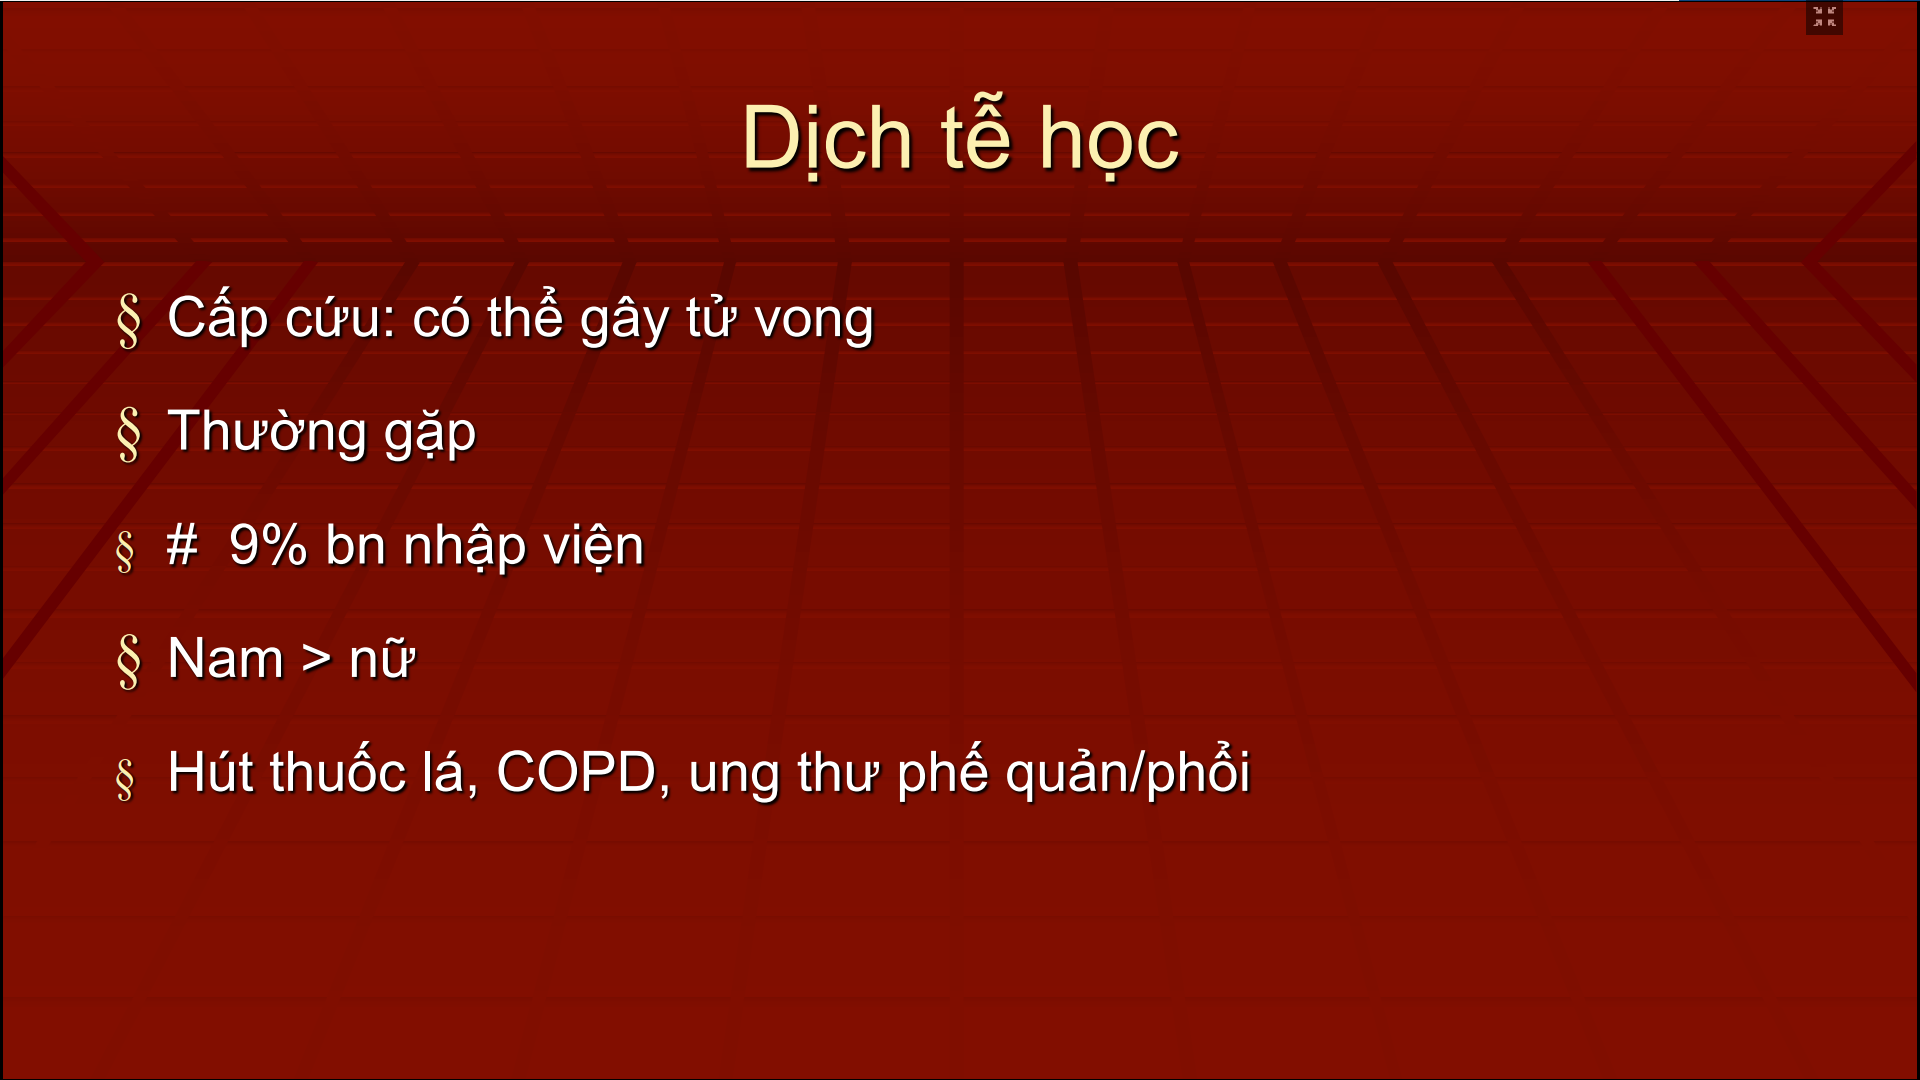 Dịch tễ học
§ Cấp cứu: có thể gây tử vong
§ Thường gặp
§ # 9% bn nhập viện
§ Nam > nữ
§ Hút thuốc lá, COPD, ung thư phế quản/phổi